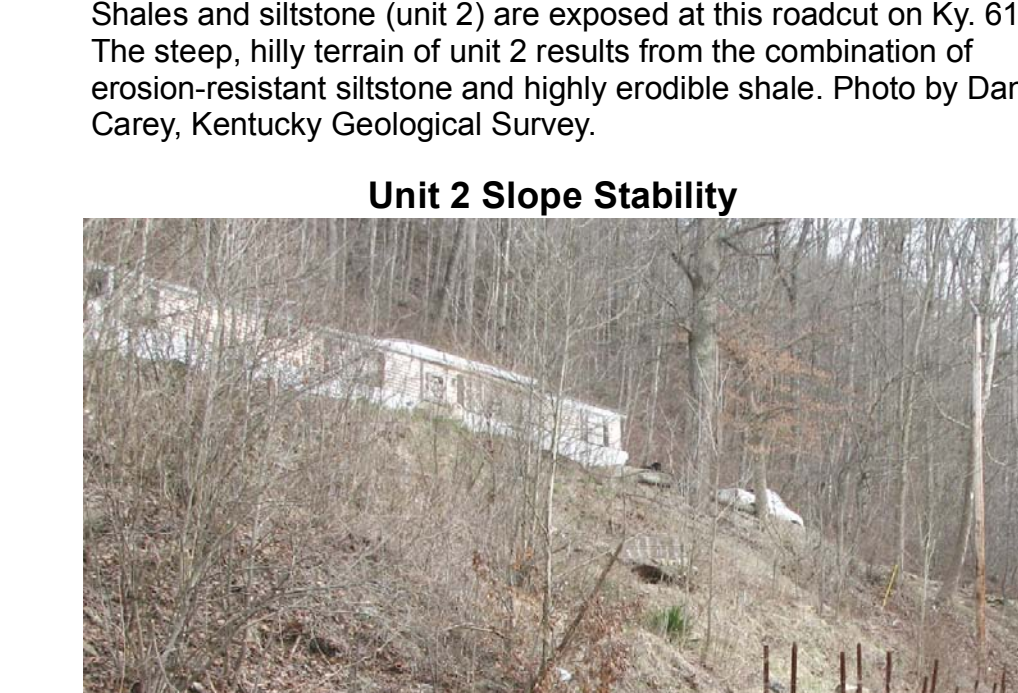 Shales and siltstone (unit 2) are exposed at this roadcut on Ky. 61
The steep, hilly terrain of unit 2 results from the combination of
erosion-resistant siltstone and highly erodible shale. Photo by Dan
Carey, Kentucky Geological Survey.
Unit 2 Slope Stability